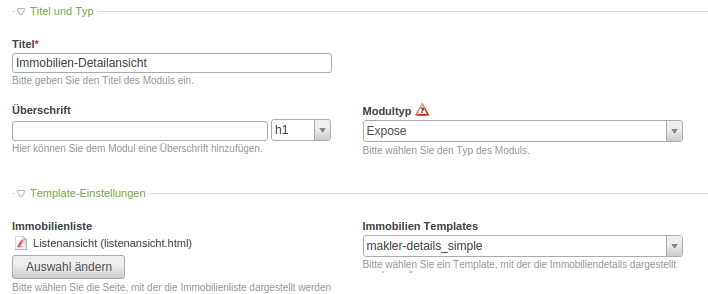 Titel und Typ
Titel*
Immobilien-Detailansicht
Bitte geben Sie den Titel des Moduls ein.
Überschrift
h1
Hier können Sie dem Modul eine Überschrift hinzufügen.
Modultyp
Expose
Bitte wählen Sie den Typ des Moduls.
Template-Einstellungen
Immobilienliste
Listenansicht (listenansicht.html)
Auswahl ändern
Bitte wählen Sie die Seite, mit der die Immobilienliste dargestellt werden
Immobilien Templates
makler-details_simple
Bitte wählen Sie ein Template, mit der die Immobiliendetails dargestellt